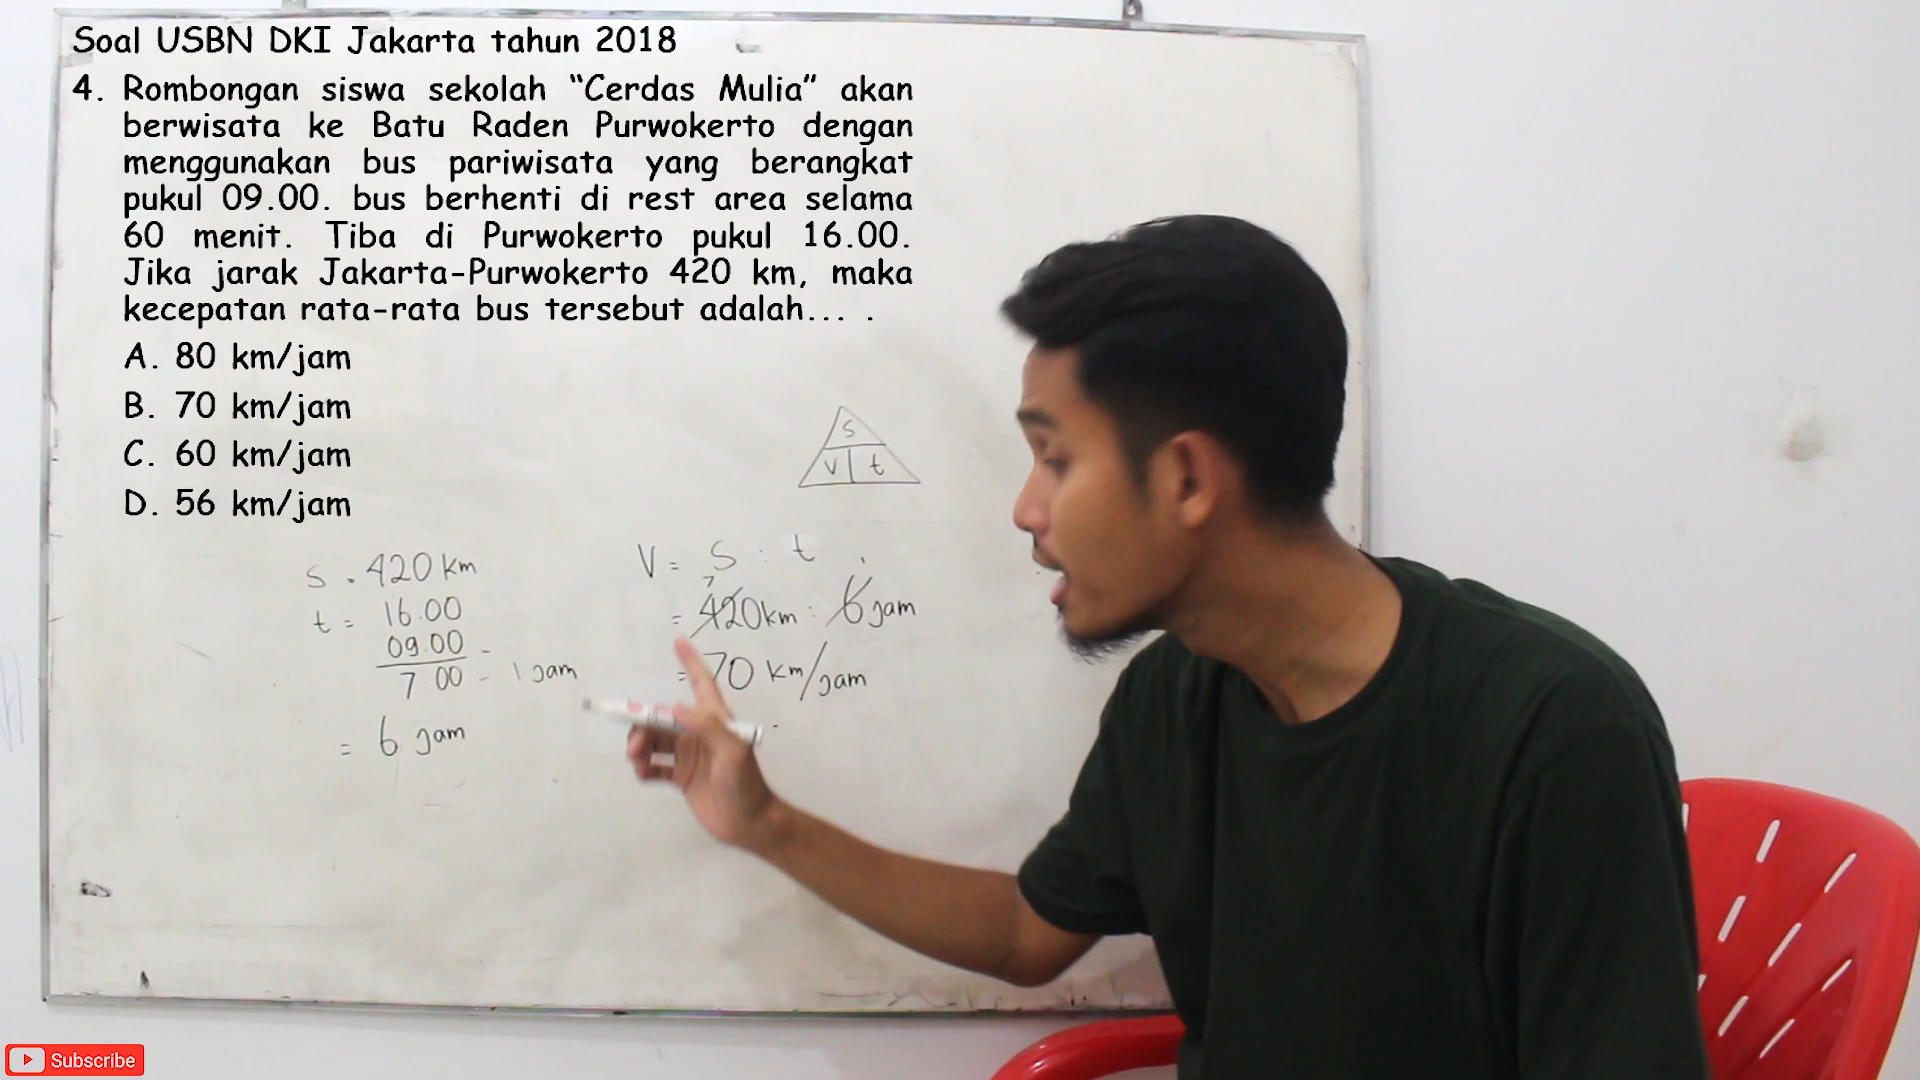 Soal USBN DKI Jakarta tahun 2018
4. Rombongan siswa sekolah “Cerdas Mulia” akan
berwisata ke Batu Raden Purwokerto dengan
menggunakan bus pariwisata yang berangkat
pukul 09.00. bus berhenti di rest area selama
60 menit. Tiba di Purwokerto pukul 16.00.
Jika jarak Jakarta-Purwokerto 420 km, maka
kecepatan rata-rata bus tersebut adalah... .
A. 80 km/jam
B. 70 km/jam
C. 60 km/jam
D. 56 km/jam
s
v t
s = 420 km
t = 16.00
09.00 -
7 00 - 1 jam
= 6 jam
V = S : t
7
= 420 km : 6 jam
= 70 km/jam
Subscribe